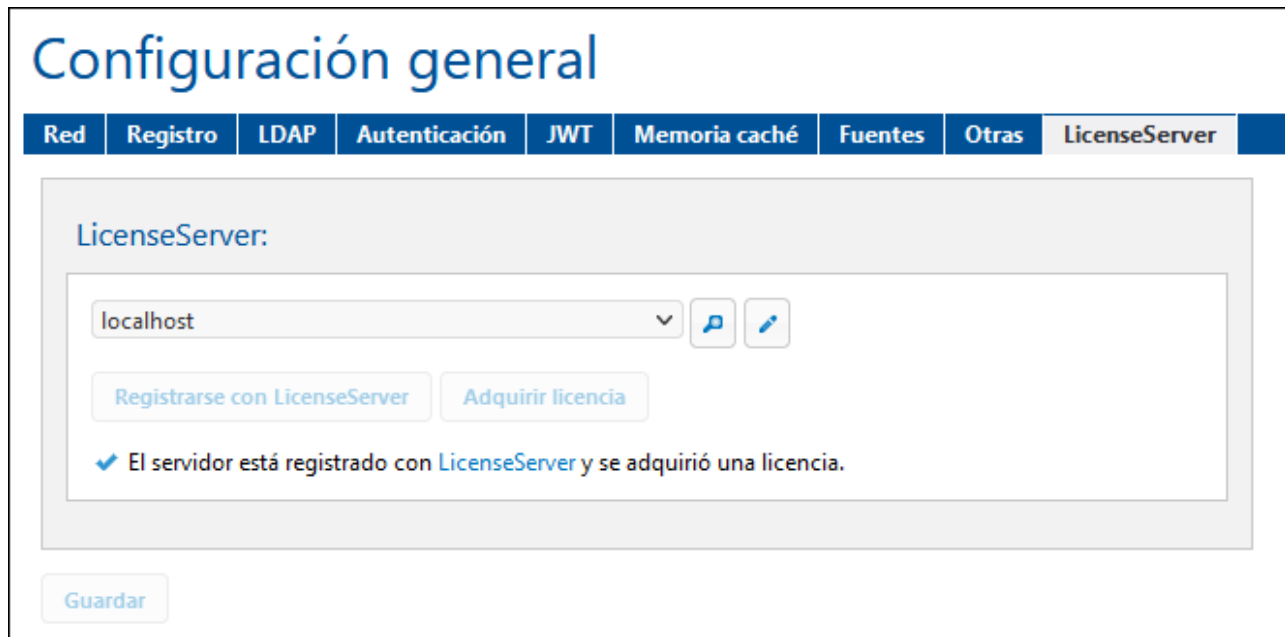 Configuración general
Red Registro LDAP Autenticación JWT Memoria caché Fuentes Otras LicenseServer
LicenseServer:
localhost
Registrarse con LicenseServer Adquirir licencia
El servidor está registrado con LicenseServer y se adquirió una licencia.
Guardar